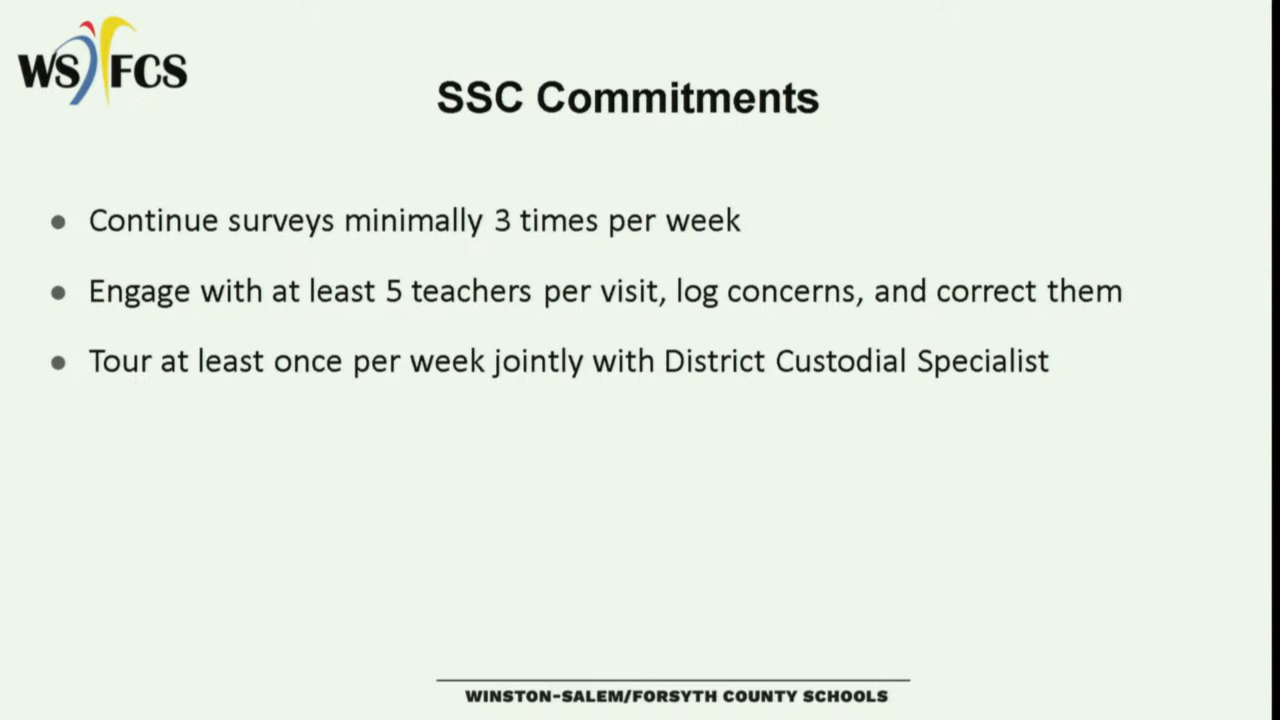 WS/FCS
SSC Commitments
Continue surveys minimally 3 times per week
Engage with at least 5 teachers per visit, log concerns, and correct them
Tour at least once per week jointly with District Custodial Specialist
WINSTON-SALEM/FORSYTH COUNTY SCHOOLS